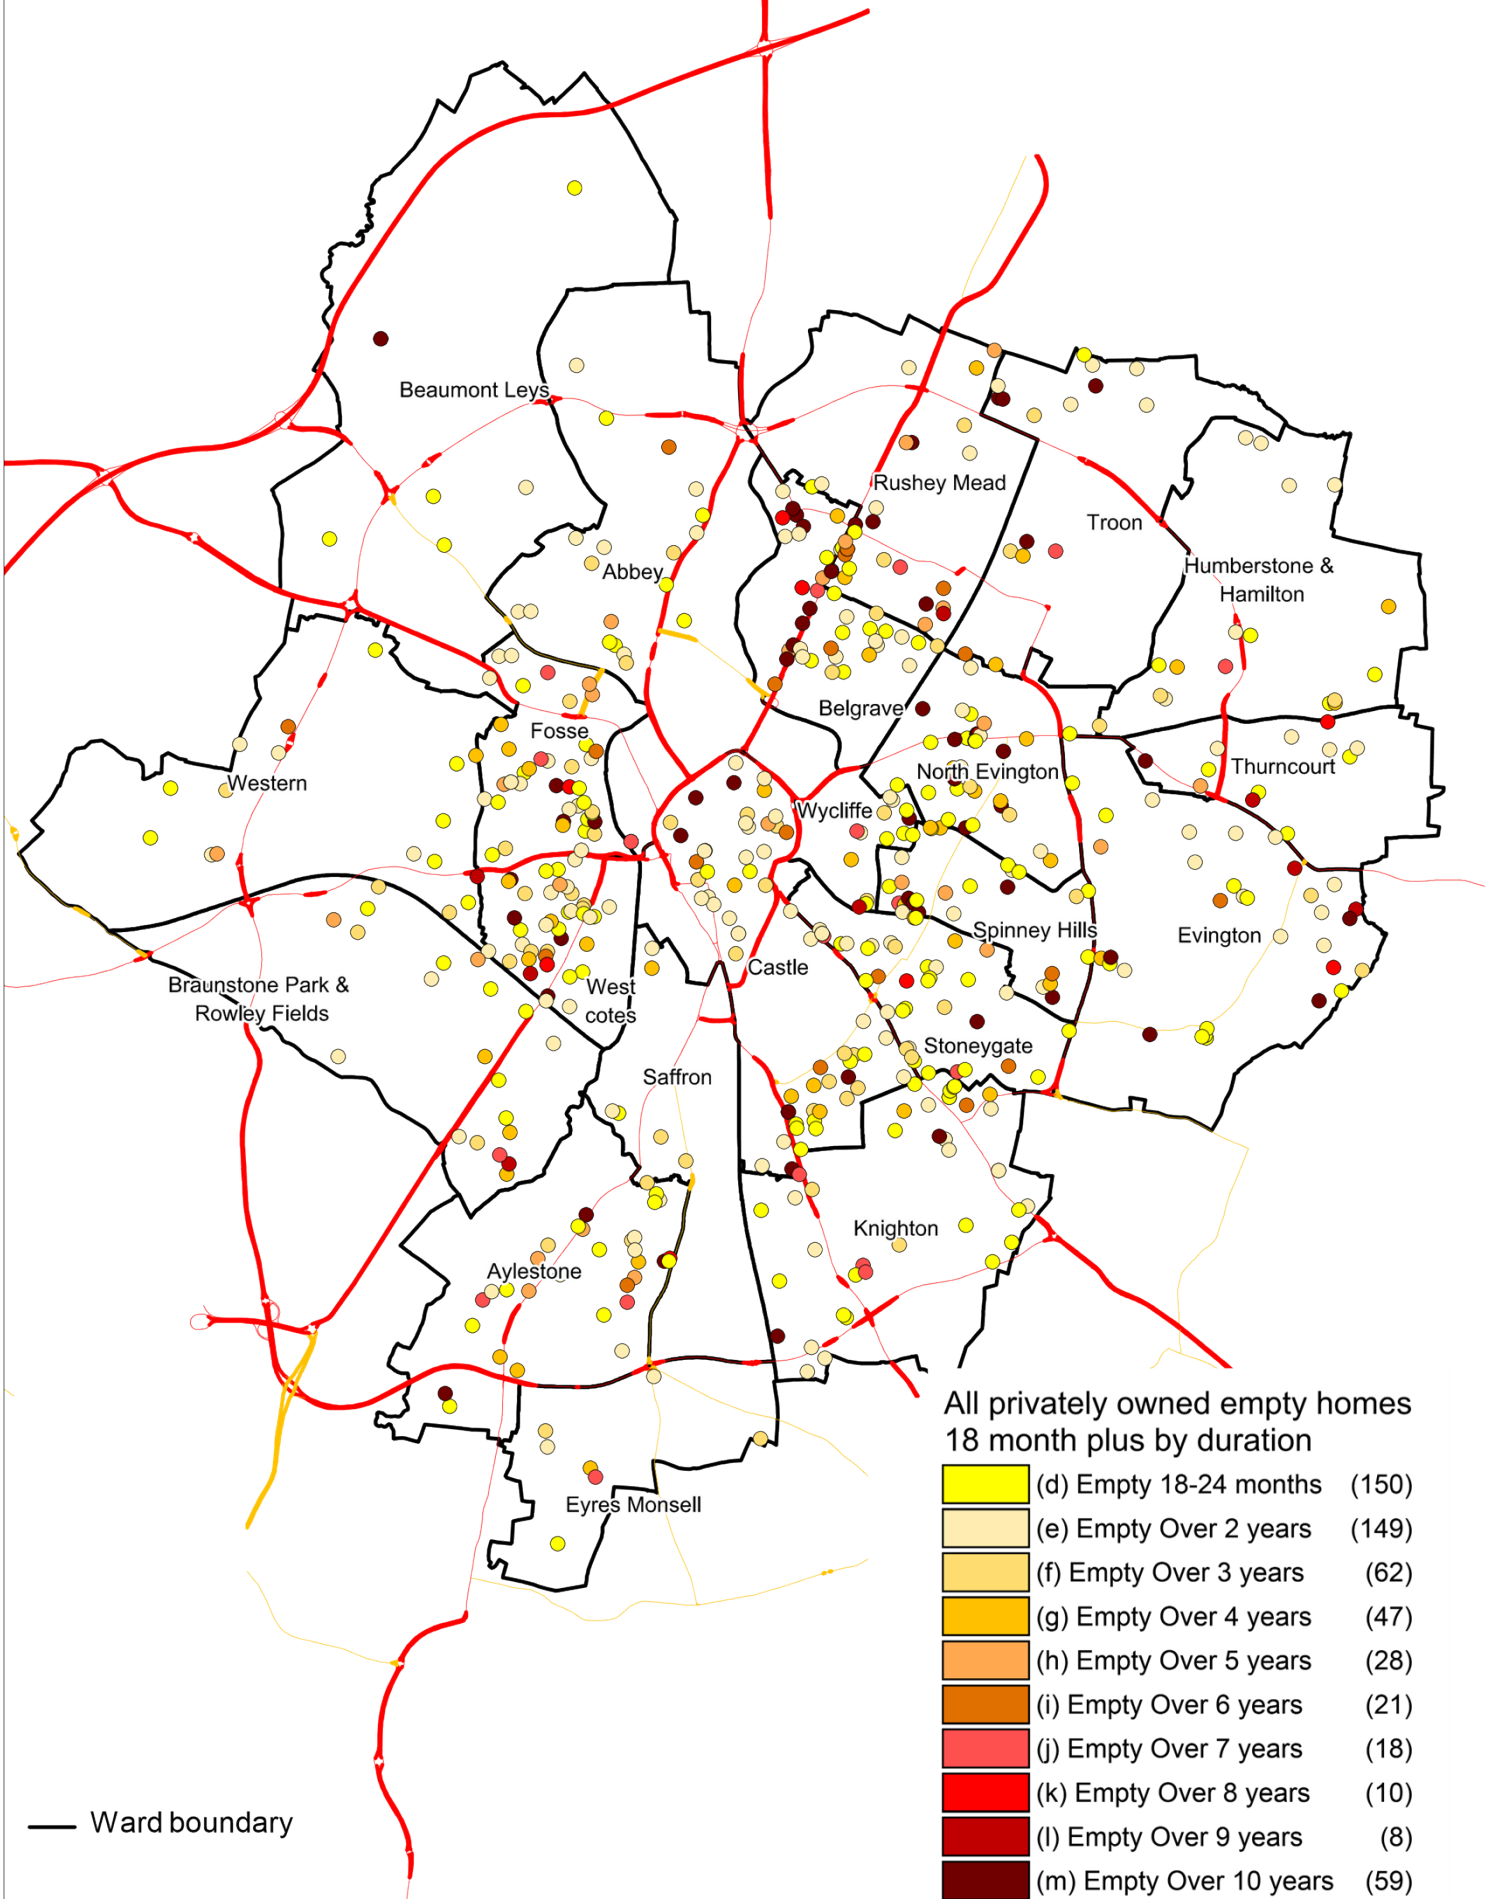 Beaumont Leys
Rushey Mead
Troon
Abbey
Humberstone &
Hamilton
Belgrave
Fosse
Western
North Evington
Thurncourt
Wycliffe
Spinney Hills
Evington
Castle
Braunstone Park &
Rowley Fields
West
cotes
Stoneygate
Saffron
Knighton
Aylestone
Eyres Monsell
All privately owned empty homes
18 month plus by duration
(d) Empty 18-24 months (150)
(e) Empty Over 2 years (149)
(f) Empty Over 3 years (62)
(g) Empty Over 4 years (47)
(h) Empty Over 5 years (28)
(i) Empty Over 6 years (21)
(j) Empty Over 7 years (18)
(k) Empty Over 8 years (10)
(l) Empty Over 9 years (8)
(m) Empty Over 10 years (59)
Ward boundary